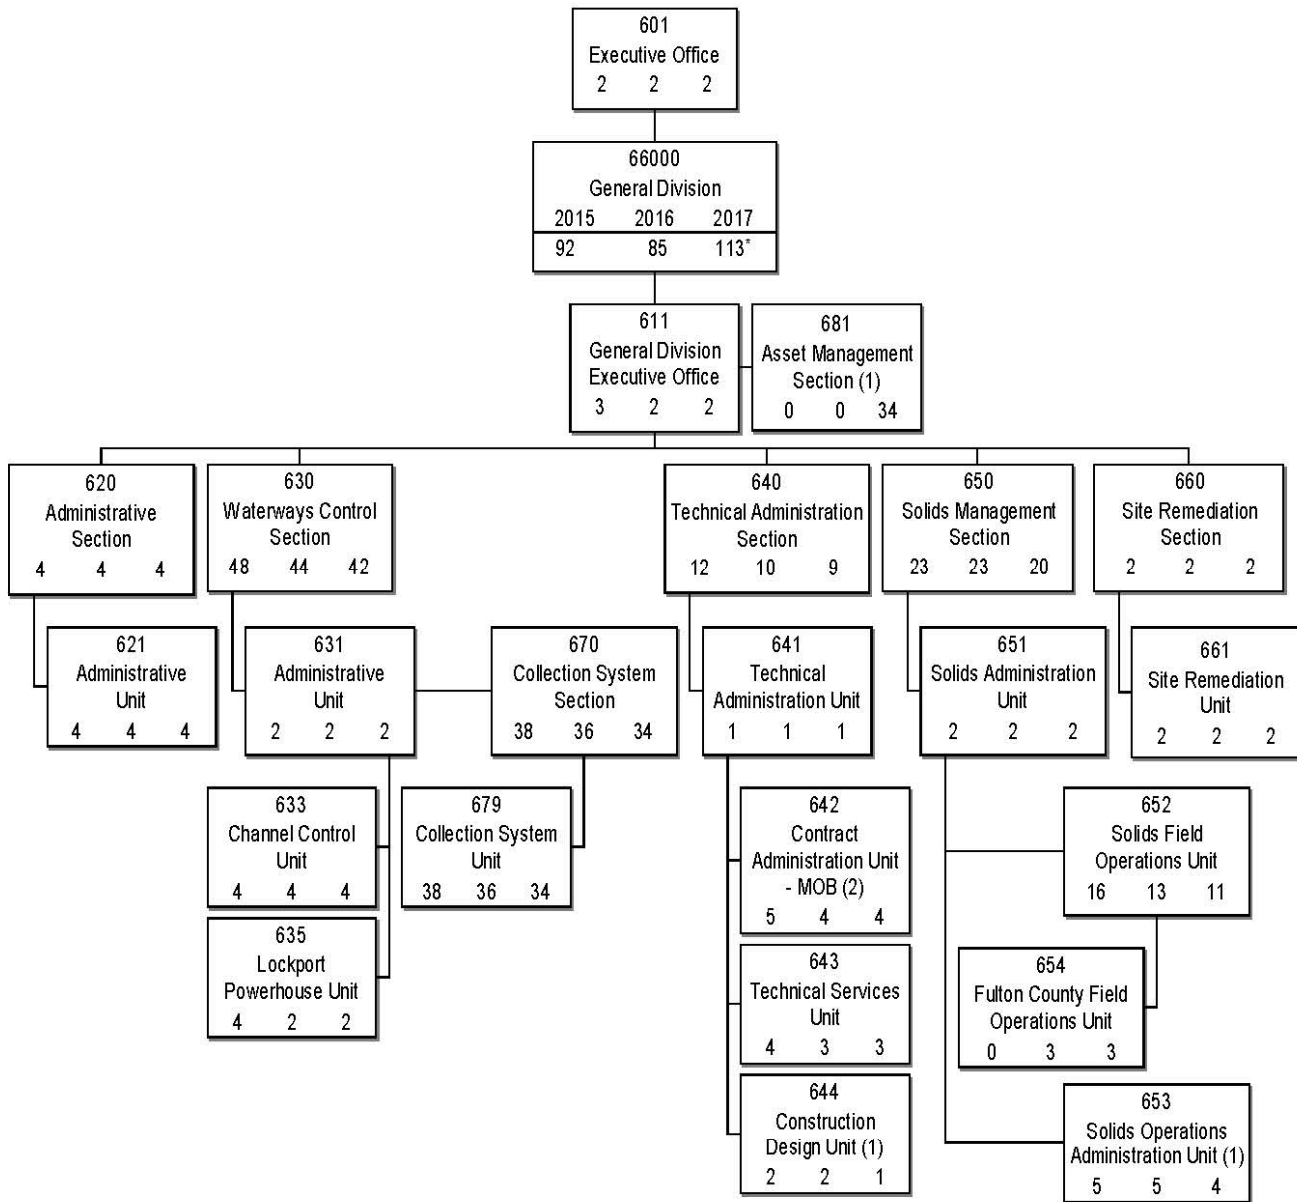 601
Executive Office
2 2 2
66000
General Division
2015 2016 2017
92 85 113*
611
General Division
Executive Office
3 2 2
681
Asset Management
Section (1)
0 0 34
620
Administrative
Section
4 4 4
630
Waterways Control
Section
48 44 42
640
Technical Administration
Section
12 10 9
650
Solids Management
Section
23 23 20
660
Site Remediation
Section
2 2 2
621
Administrative
Unit
4 4 4
631
Administrative
Unit
2 2 2
670
Collection System
Section
38 36 34
641
Technical
Administration Unit
1 1 1
651
Solids Administration
Unit
2 2 2
661
Site Remediation
Unit
2 2 2
633
Channel Control
Unit
4 4 4
679
Collection System
Unit
38 36 34
642
Contract
Administration Unit
- MOB (2)
5 4 4
652
Solids Field
Operations Unit
16 13 11
635
Lockport
Powerhouse Unit
4 2 2
643
Technical Services
Unit
4 3 3
654
Fulton County Field
Operations Unit
0 3 3
644
Construction
Design Unit (1)
2 2 1
653
Solids Operations
Administration Unit (1)
5 5 4